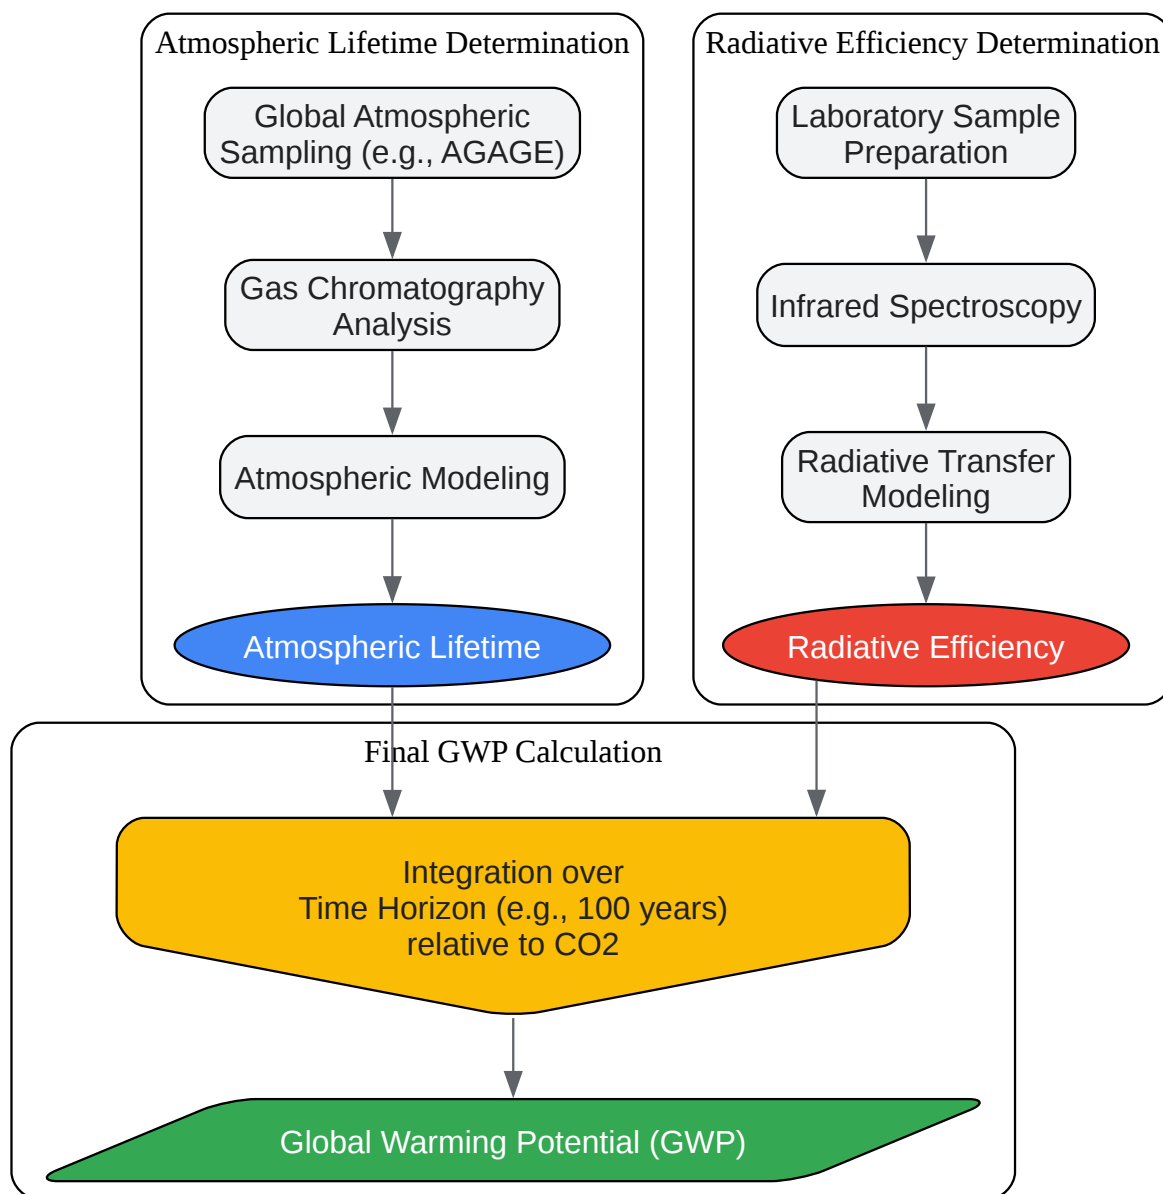 Atmospheric Lifetime Determination
Global Atmospheric
Sampling (e.g., AGAGE)
Gas Chromatography
Analysis
Atmospheric Modeling
Atmospheric Lifetime
Radiative Efficiency Determination
Laboratory Sample
Preparation
Infrared Spectroscopy
Radiative Transfer
Modeling
Radiative Efficiency
Final GWP Calculation
Integration over
Time Horizon (e.g., 100 years)
relative to CO2
Global Warming Potential (GWP)